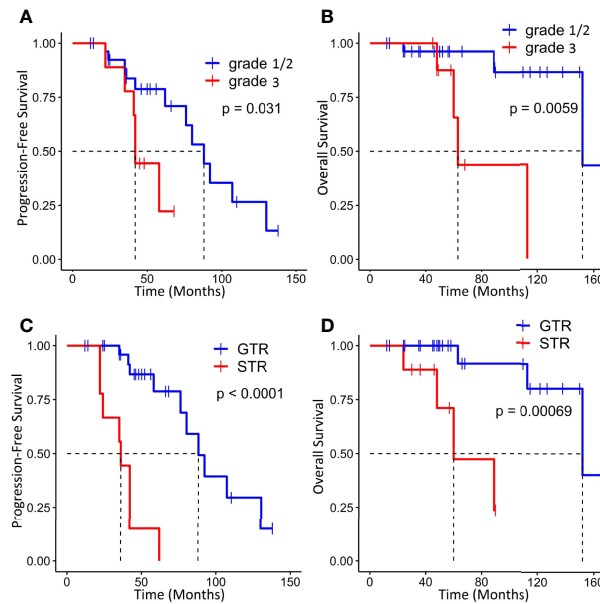 A
grade 1/2
grade 3
p = 0.031
Progression-Free Survival
1.00
0.75
0.50
0.25
0.00
0
50
100
150
Time (Months)
B
grade 1/2
grade 3
p = 0.0059
Overall Survival
1.00
0.75
0.50
0.25
0.00
0
40
80
120
160
Time (Months)
C
GTR
STR
p < 0.0001
Progression-Free Survival
1.00
0.75
0.50
0.25
0.00
0
50
100
150
Time (Months)
D
GTR
STR
p = 0.00069
Overall Survival
1.00
0.75
0.50
0.25
0.00
0
40
80
120
160
Time (Months)